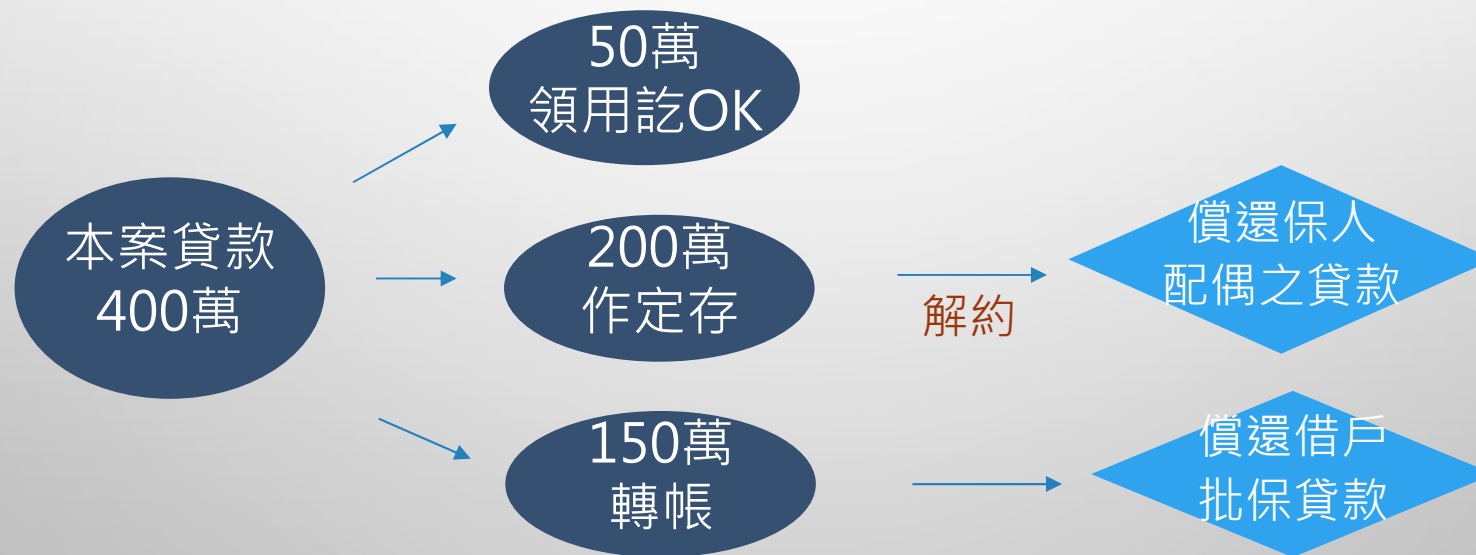 50萬
領用訖OK
本案貸款
400萬
200萬
作定存
解約
償還保人
配偶之貸款
150萬
轉帳
償還借戶
批保貸款